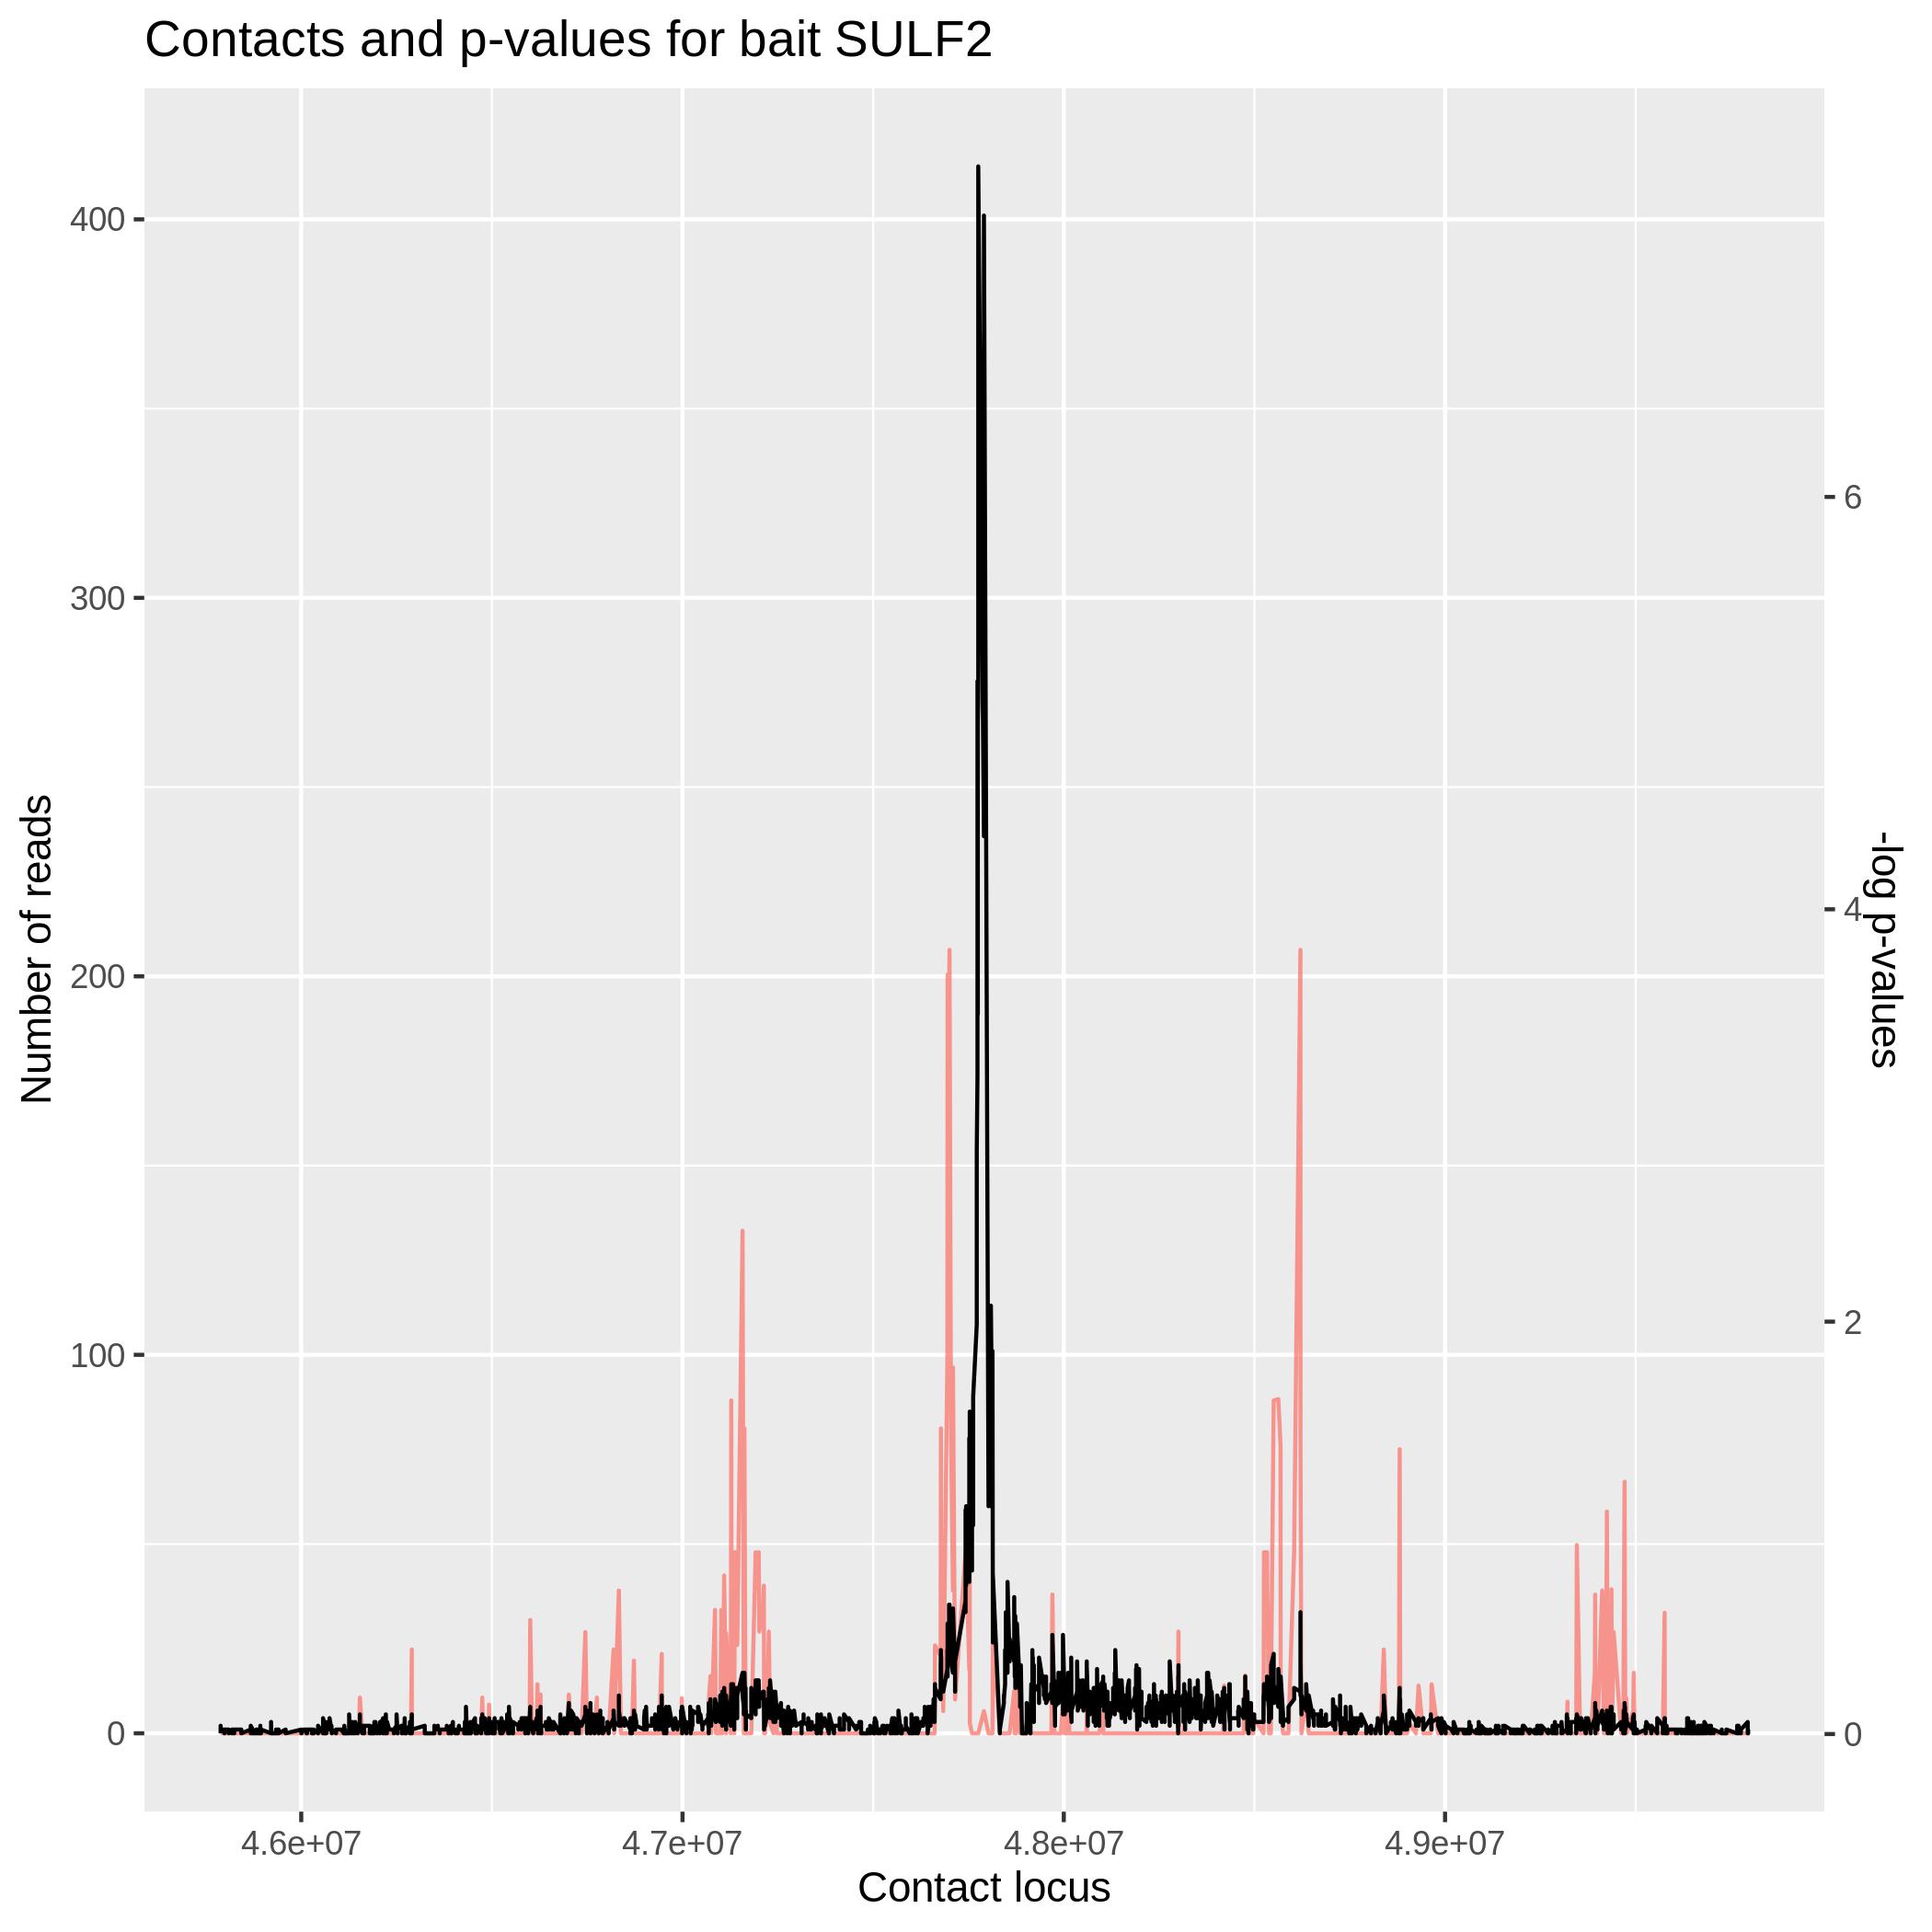 Contacts and p-values for bait SULF2
400
300
200
100
0
Number of reads
6
4
2
0
-log p-values
4.6e+07
4.7e+07
4.8e+07
4.9e+07
Contact locus